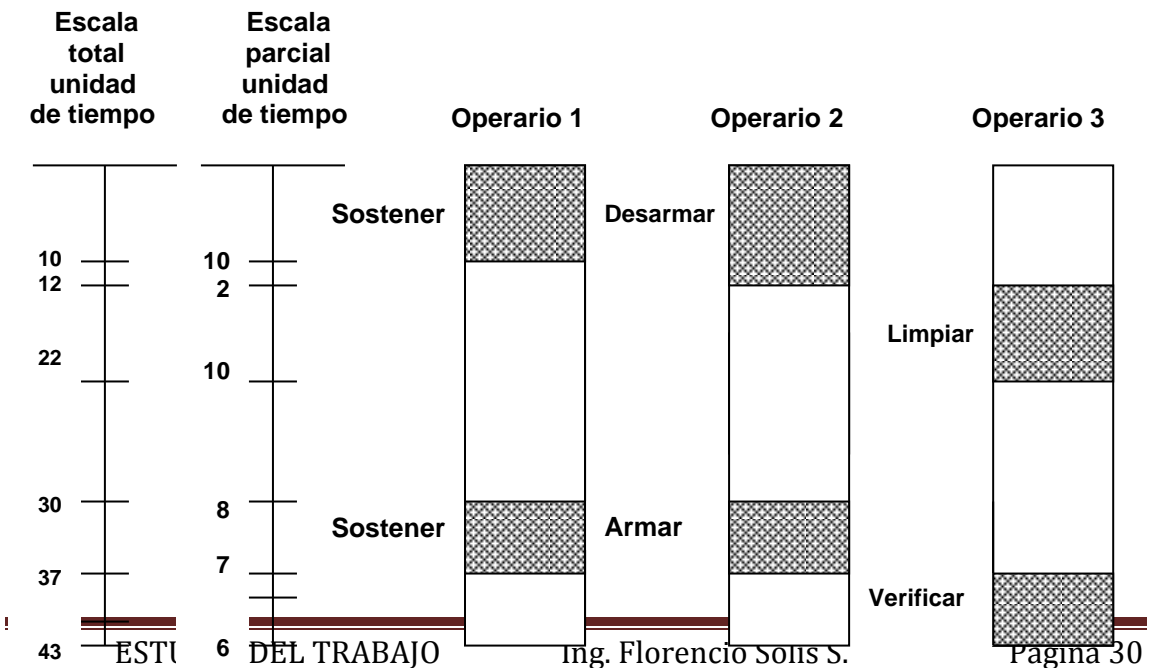 Escala
total
unidad
de tiempo
Escala
parcial
unidad
de tiempo
Operario 1
Operario 2
Operario 3
Sostener
Desarmar
10
10
12
2
Limpiar
22
10
30
8
Sostener
Armar
7
37
Verificar
43
6
ESTU DEL TRABAJO
Ing. Florencio Solis S.
Página 30